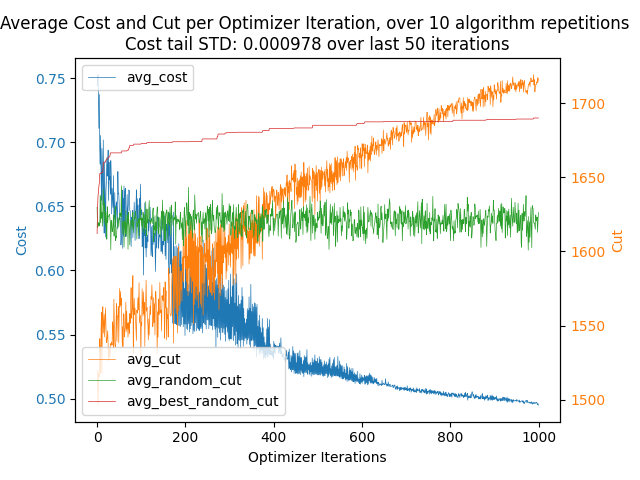 Average Cost and Cut per Optimizer Iteration, over 10 algorithm repetitions
Cost tail STD: 0.000978 over last 50 iterations
avg_cost
0.75
0.70
0.65
0.60
0.55
0.50
Cost
1700
1650
1600
1550
1500
Cut
avg_cut
avg_random_cut
avg_best_random_cut
0
200
400
600
800
1000
Optimizer Iterations